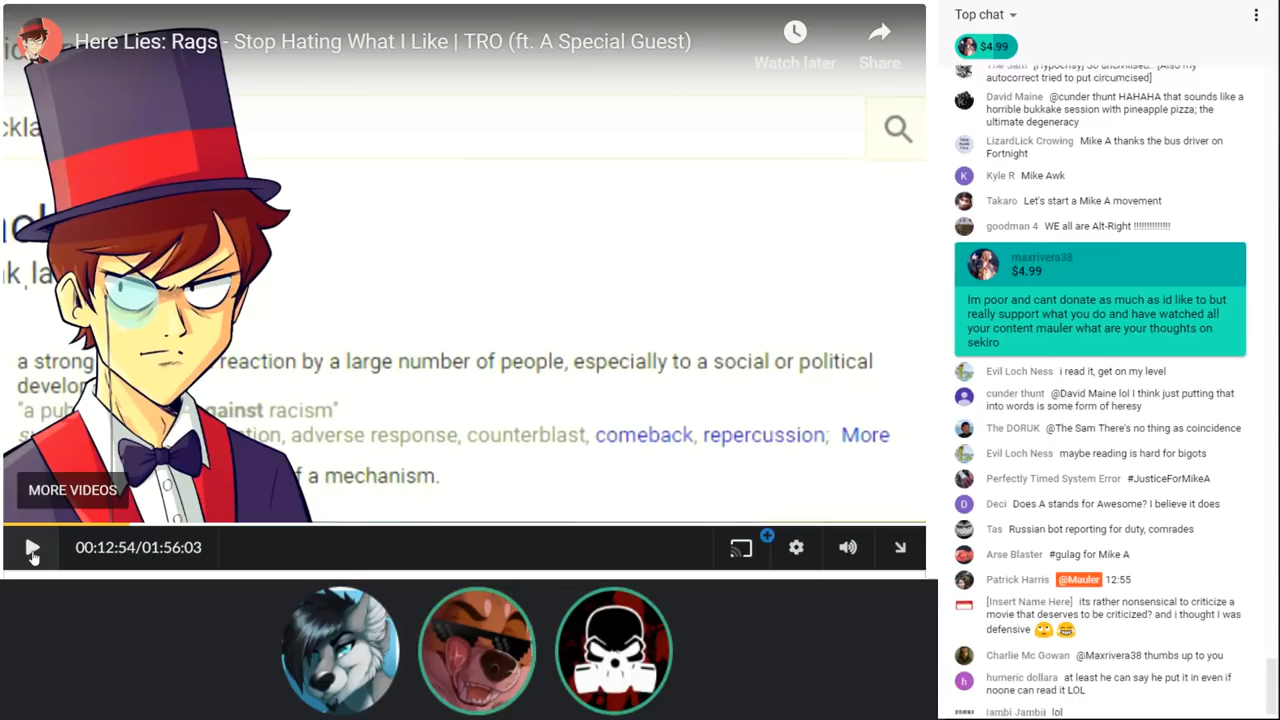 Here Lies: Rags - Stop Hating What I Like | TRO (ft. A Special Guest)
Watch later
Share
a strong reaction by a large number of people, especially to a social or political
"a pub against racism"
adverse response, counterblast, comeback, repercussion; More
f a mechanism.
MORE VIDEOS
00:12:54/01:56:03
Top chat
$4.99
autocorrect tried to put circumcised]
David Maine @cunder thunt HAHAHA that sounds like a
horrible bukkake session with pineapple pizza; the
ultimate degeneracy
LizardLick Crowing Mike A thanks the bus driver on
Fortnight
K
Kyle R Mike Awk
Takaro Let's start a Mike A movement
goodman 4 WE all are Alt-Right !!!!!!!!!!!!!!!
maxrivera38
$4.99
Im poor and cant donate as much as id like to but
really support what you do and have watched all
your content mauler what are your thoughts on
sekiro
Evil Loch Ness i read it, get on my level
cunder thunt @David Maine lol I think just putting that
into words is some form of heresy
The DORUK @The Sam There's no thing as coincidence
Evil Loch Ness maybe reading is hard for bigots
Perfectly Timed System Error #JusticeForMikeA
D
Deci Does A stands for Awesome? I believe it does
Tas Russian bot reporting for duty, comrades
Arse Blaster #gulag for Mike A
Patrick Harris @Mauler 12:55
[Insert Name Here] its rather nonsensical to criticize a
movie that deserves to be criticized? and i thought I was
defensive 🙄 😂
Charlie Mc Gowan @Maxrivera38 thumbs up to you
h
humeric dollara at least he can say he put it in even if
noone can read it LOL
iambi Jambii lol